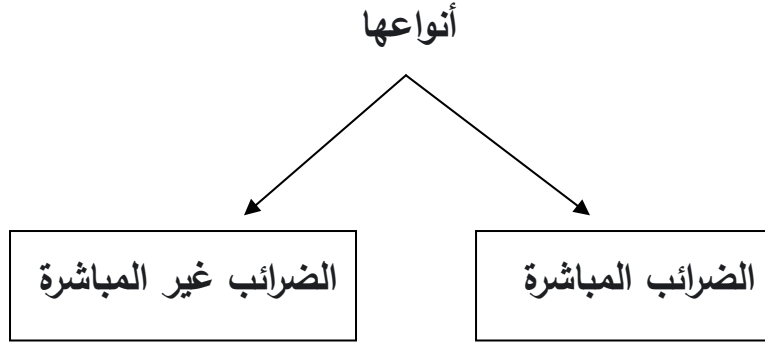 أنواعها
الضرائب المباشرة
الضرائب غير المباشرة